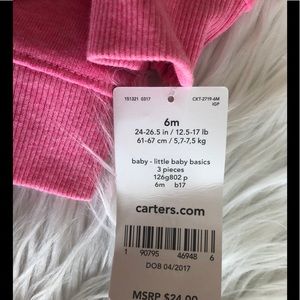 151321 0317
CKT-2719-6M
IGP
6m
24-26.5 in / 12.5-17 lb
61-67 cm / 5,7-7,5 kg
baby - little baby basics
3 pieces
126g802 p
6m b17
carters.com
1 90795 46948 6
DOB 04/2017
MSRP $24.00